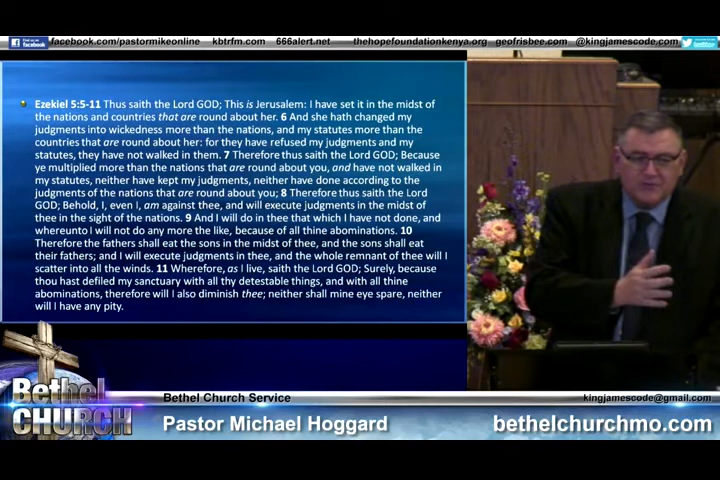 Find us on facebook facebook.com/pastormikeonline kbtrfm.com 666alert.net thehopefoundationkenya.org geofrisbee.com @kingjamescode.com twitter
Ezekiel 5:5-11 Thus saith the Lord GOD; This is Jerusalem: I have set it in the midst of
the nations and countries that are round about her. 6 And she hath changed my
judgments into wickedness more than the nations, and my statutes more than the
countries that are round about her: for they have refused my judgments and my
statutes, they have not walked in them. 7 Therefore thus saith the Lord GOD; Because
ye multiplied more than the nations that are round about you, and have not walked in
my statutes, neither have kept my judgments, neither have done according to the
judgments of the nations that are round about you; 8 Therefore thus saith the Lord
GOD; Behold, I, even I, am against thee, and will execute judgments in the midst of
thee in the sight of the nations. 9 And I will do in thee that which I have not done, and
whereunto I will not do any more the like, because of all thine abominations. 10
Therefore the fathers shall eat the sons in the midst of thee, and the sons shall eat
their fathers; and I will execute judgments in thee, and the whole remnant of thee will I
scatter into all the winds. 11 Wherefore, as I live, saith the Lord GOD; Surely, because
thou hast defiled my sanctuary with all thy detestable things, and with all thine
abominations, therefore will I also diminish thee; neither shall mine eye spare, neither
will I have any pity.
Bethel
CHURCH
Bethel Church Service kingjamescode@gmail.com
Pastor Michael Hoggard bethelchurchmo.com